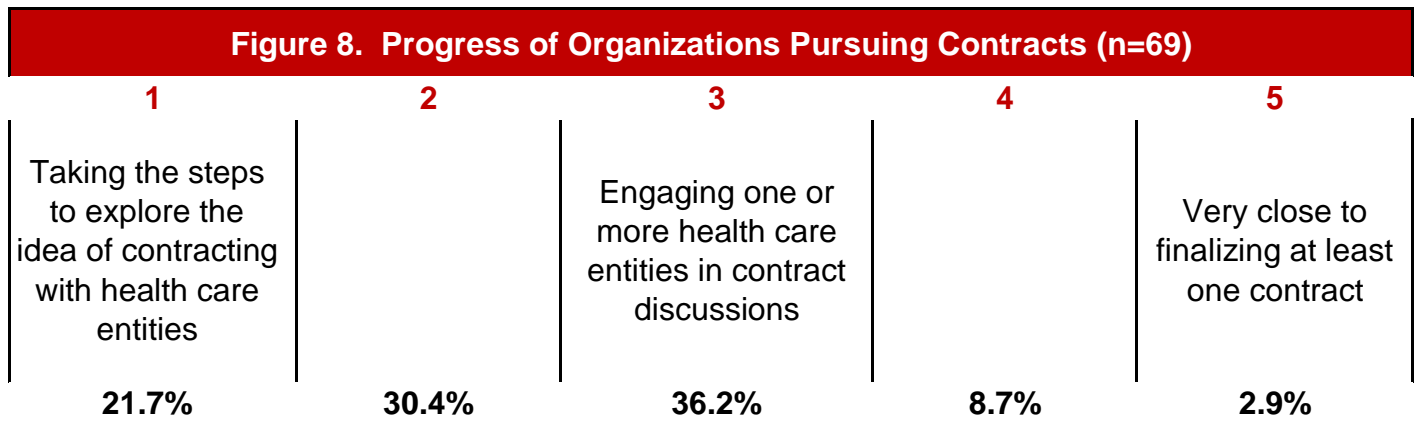 Figure 8.  Progress of Organizations Pursuing Contracts (n=69)
1 2 3 4 5
Taking the steps
to explore the
idea of contracting
with health care
entities
Engaging one or
more health care
entities in contract
discussions
Very close to
finalizing at least
one contract
21.7% 30.4% 36.2% 8.7% 2.9%